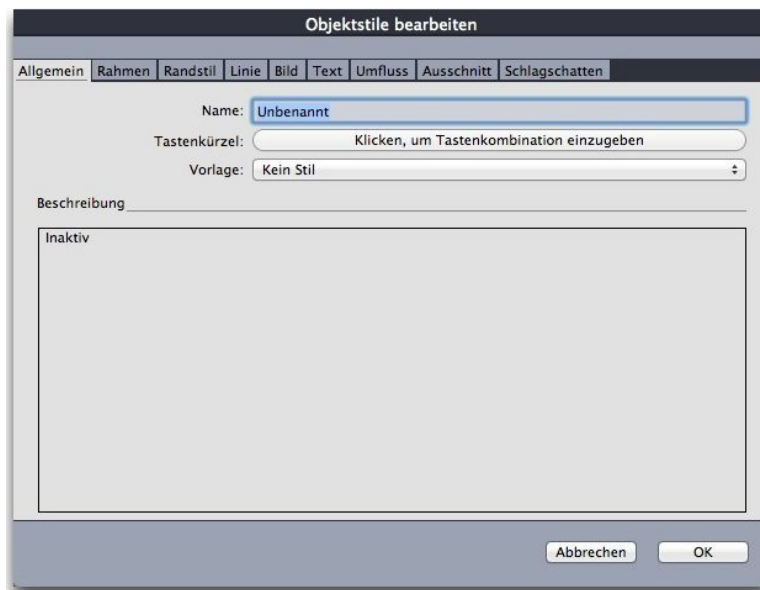 Objektstile bearbeiten
Allgemein Rahmen Randstil Linie Bild Text Umfluss Ausschnitt Schlagschatten
Name: Unbenannt
Tastenkürzel: Klicken, um Tastenkombination einzugeben
Vorlage: Kein Stil
Beschreibung
Inaktiv
Abbrechen OK